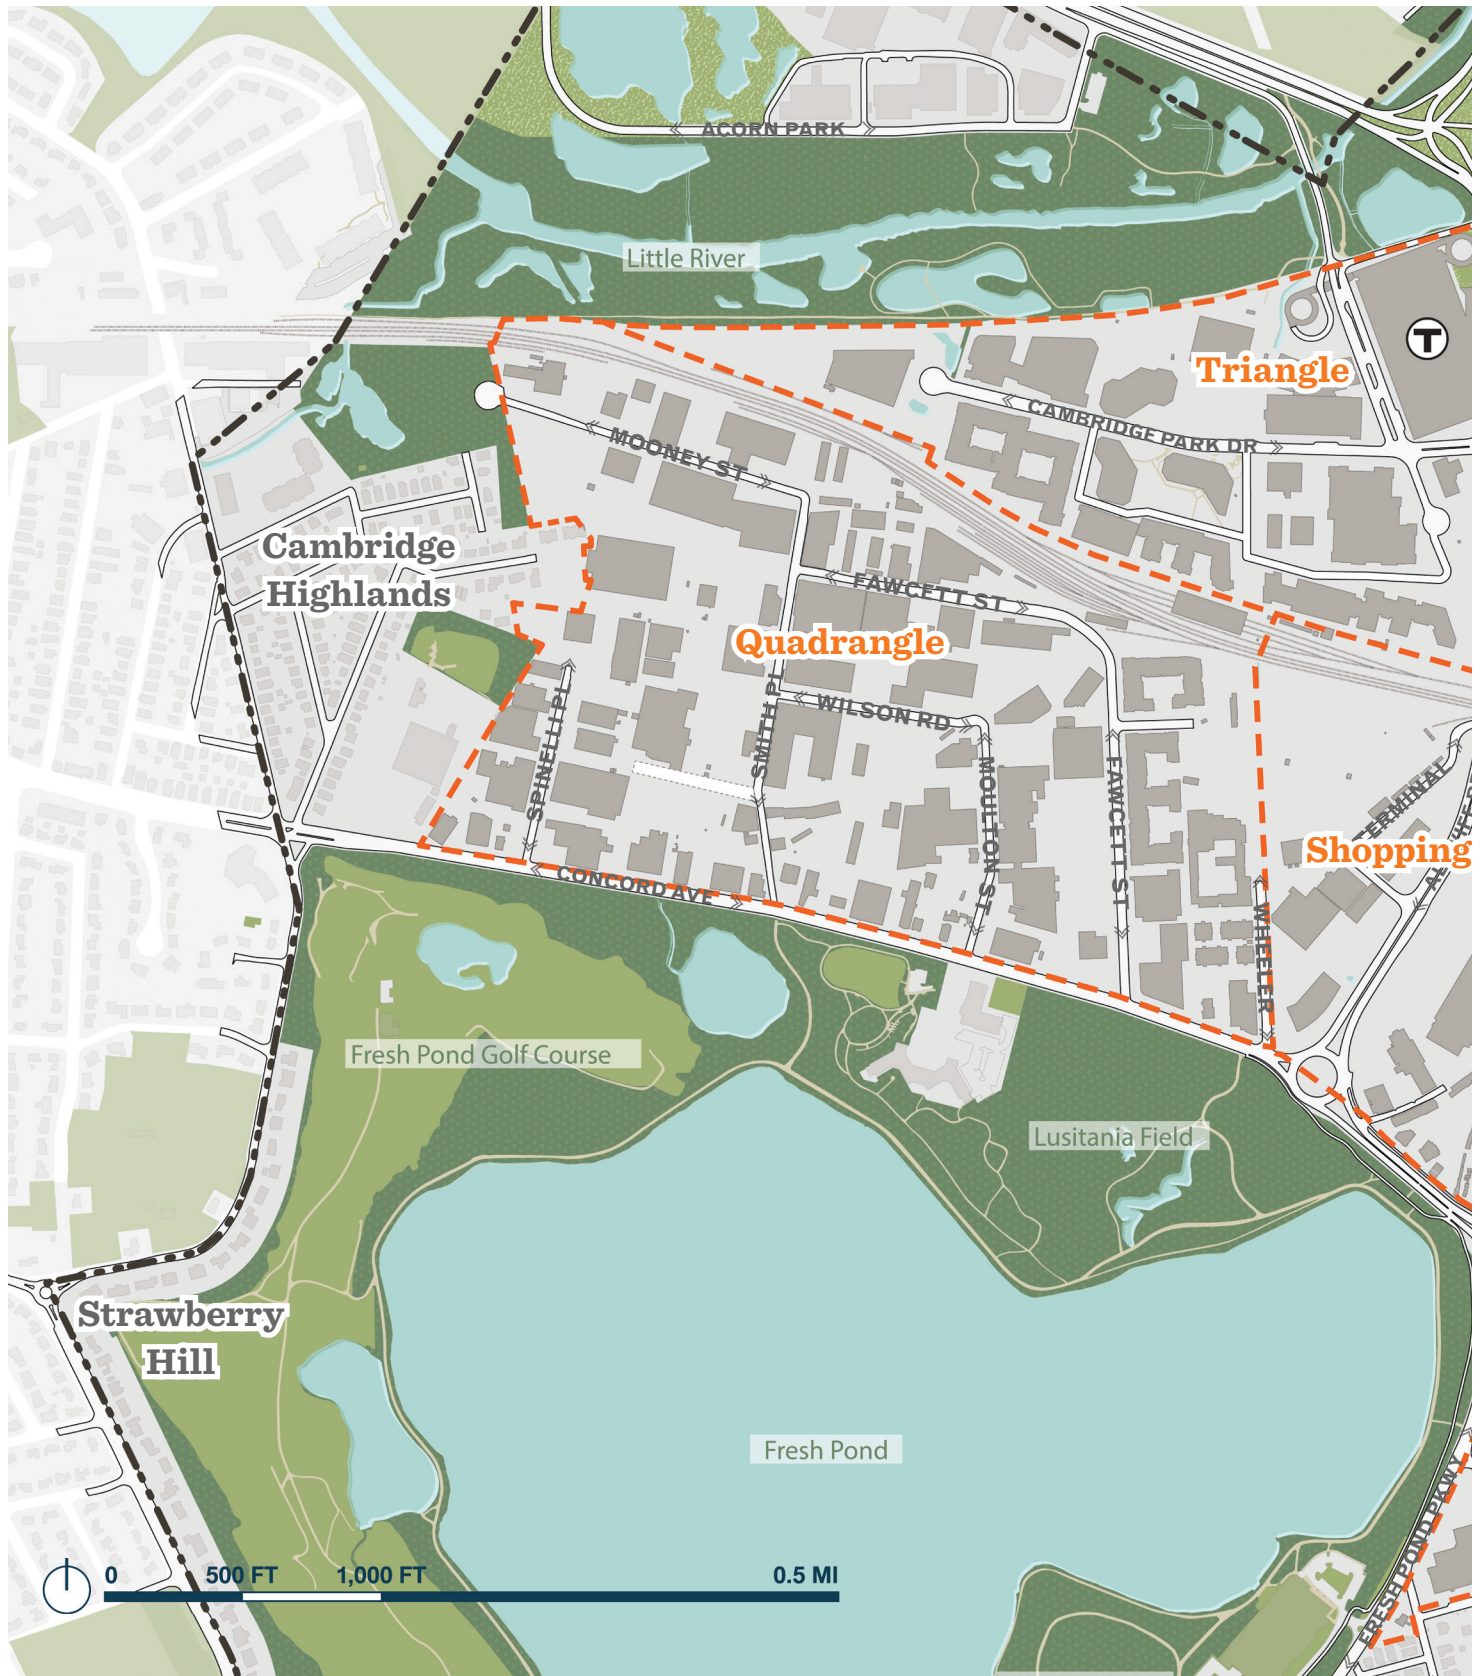 ACORN PARK
Little River
T
Triangle
CAMBRIDGE PARK DR
MOONEY ST
Cambridge
Highlands
FAWCETT ST
Quadrangle
SPINELLI PL
SMITH PL
WILSON RD
MOULTON ST
FAWCETT ST
TERMINAL
Shopping
CONCORD AVE
WHEELER
Fresh Pond Golf Course
Lusitania Field
Strawberry
Hill
Fresh Pond
FRESH POND PKWY
0 500 FT 1,000 FT 0.5 MI